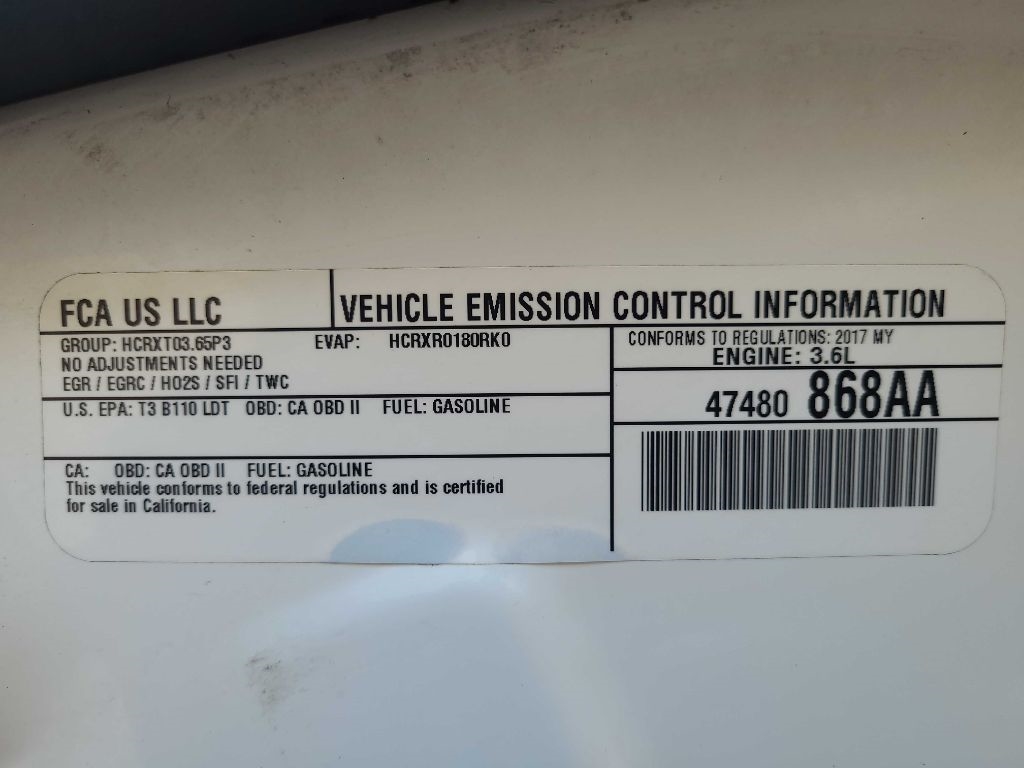 FCA US LLC
VEHICLE EMISSION CONTROL INFORMATION
GROUP: HCRXT03.65P3 EVAP: HCRXR0180RK0
NO ADJUSTMENTS NEEDED
EGR / EGRC / HO2S / SFI / TWC
U.S. EPA: T3 B110 LDT OBD: CA OBD II FUEL: GASOLINE
CA: OBD: CA OBD II FUEL: GASOLINE
This vehicle conforms to federal regulations and is certified
for sale in California.
CONFORMS TO REGULATIONS: 2017 MY
ENGINE: 3.6L
47480 868AA